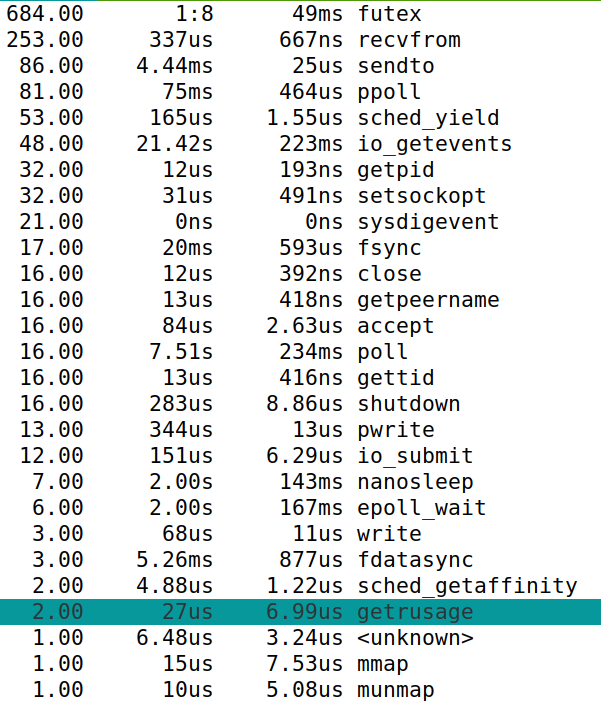 684.00 1:8 49ms futex
253.00 337us 667ns recvfrom
86.00 4.44ms 25us sendto
81.00 75ms 464us ppoll
53.00 165us 1.55us sched_yield
48.00 21.42s 223ms io_getevents
32.00 12us 193ns getpid
32.00 31us 491ns setsockopt
21.00 0ns 0ns sysdigevent
17.00 20ms 593us fsync
16.00 12us 392ns close
16.00 13us 418ns getpeername
16.00 84us 2.63us accept
16.00 7.51s 234ms poll
16.00 13us 416ns gettid
16.00 283us 8.86us shutdown
13.00 344us 13us pwrite
12.00 151us 6.29us io_submit
7.00 2.00s 143ms nanosleep
6.00 2.00s 167ms epoll_wait
3.00 68us 11us write
3.00 5.26ms 877us fdatasync
2.00 4.88us 1.22us sched_getaffinity
2.00 27us 6.99us getrusage
1.00 6.48us 3.24us <unknown>
1.00 15us 7.53us mmap
1.00 10us 5.08us munmap